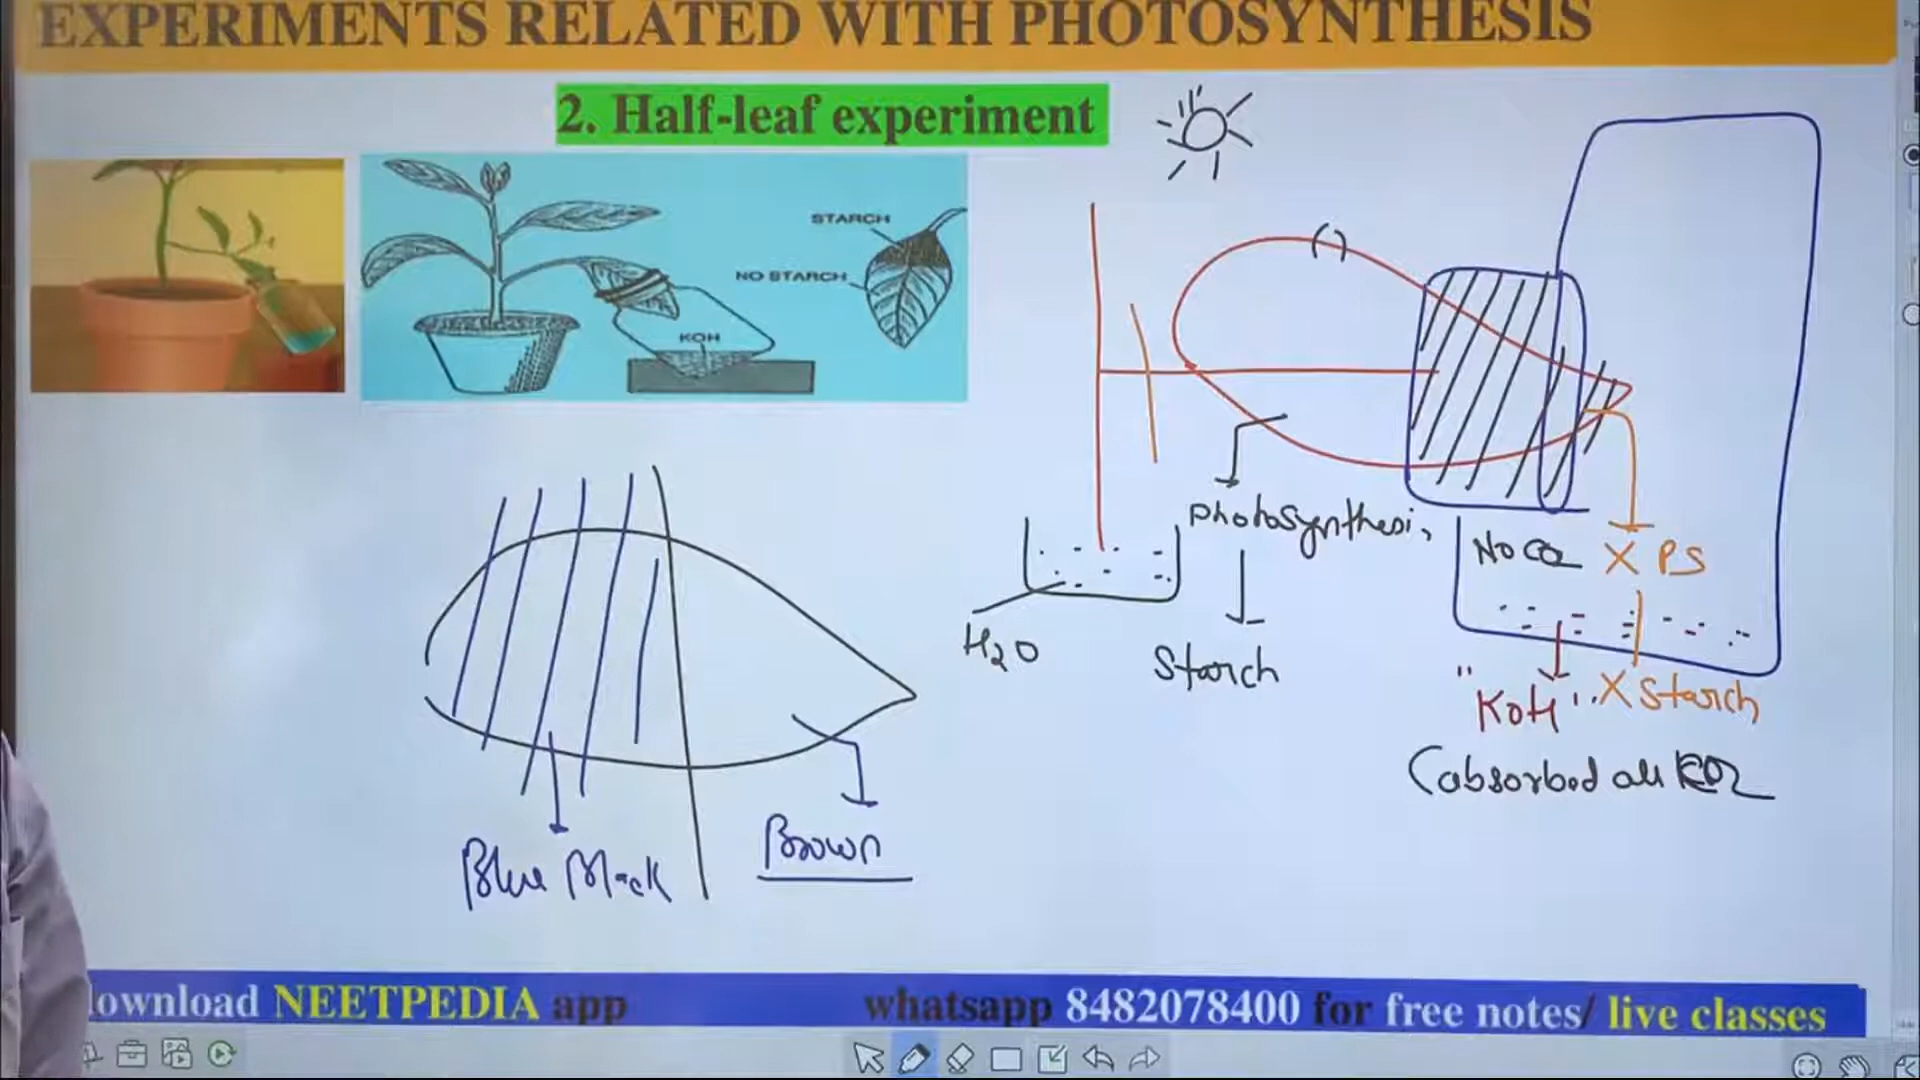 EXPERIMENTS RELATED WITH PHOTOSYNTHESIS
2. Half-leaf experiment
STARCH
NO STARCH
KOH
Photosynthesis
Starch
H2O
No CO2 X PS
"KOH" X Starch
(absorbed all CO2
Blue Black
Brown
download NEETPEDIA app
whatsapp 8482078400 for free notes/ live classes